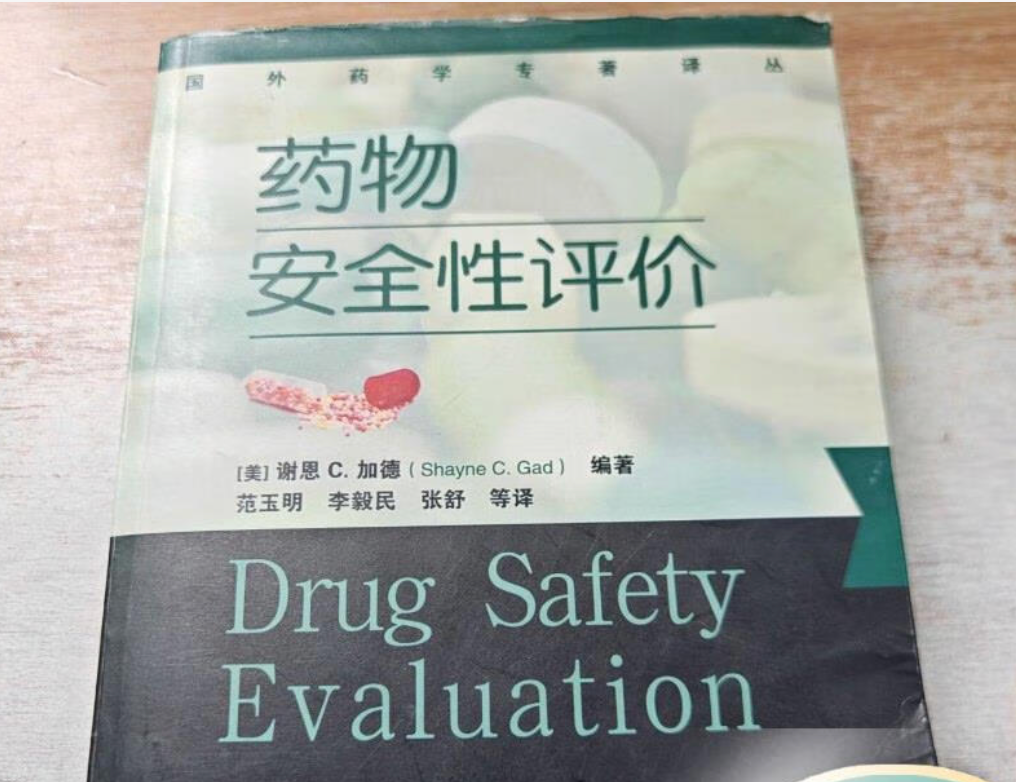 国外药学专著译丛
药物
安全性评价
[美] 谢恩 C. 加德 (Shayne C. Gad) 编著
范玉明 李毅民 张舒 等译
Drug Safety
Evaluation